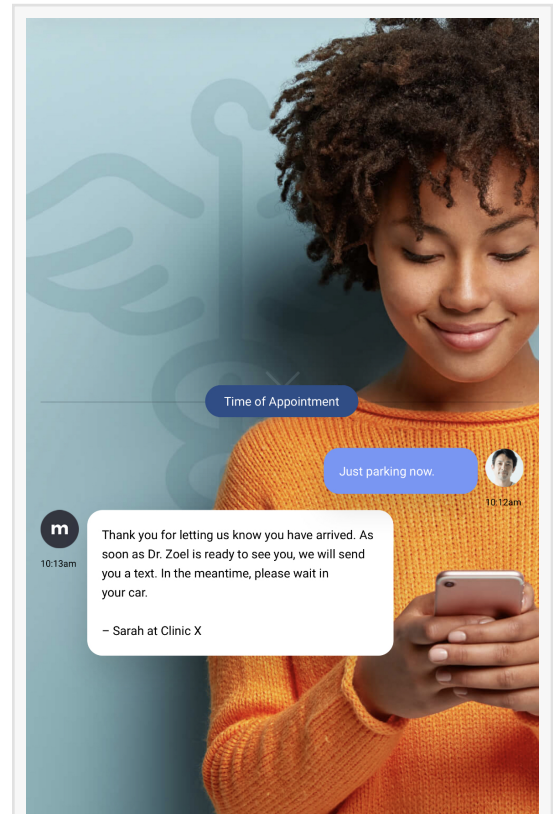 Time of Appointment
Just parking now.
10:12am
m
10:13am
Thank you for letting us know you have arrived. As
soon as Dr. Zoel is ready to see you, we will send
you a text. In the meantime, please wait in
your car.
– Sarah at Clinic X